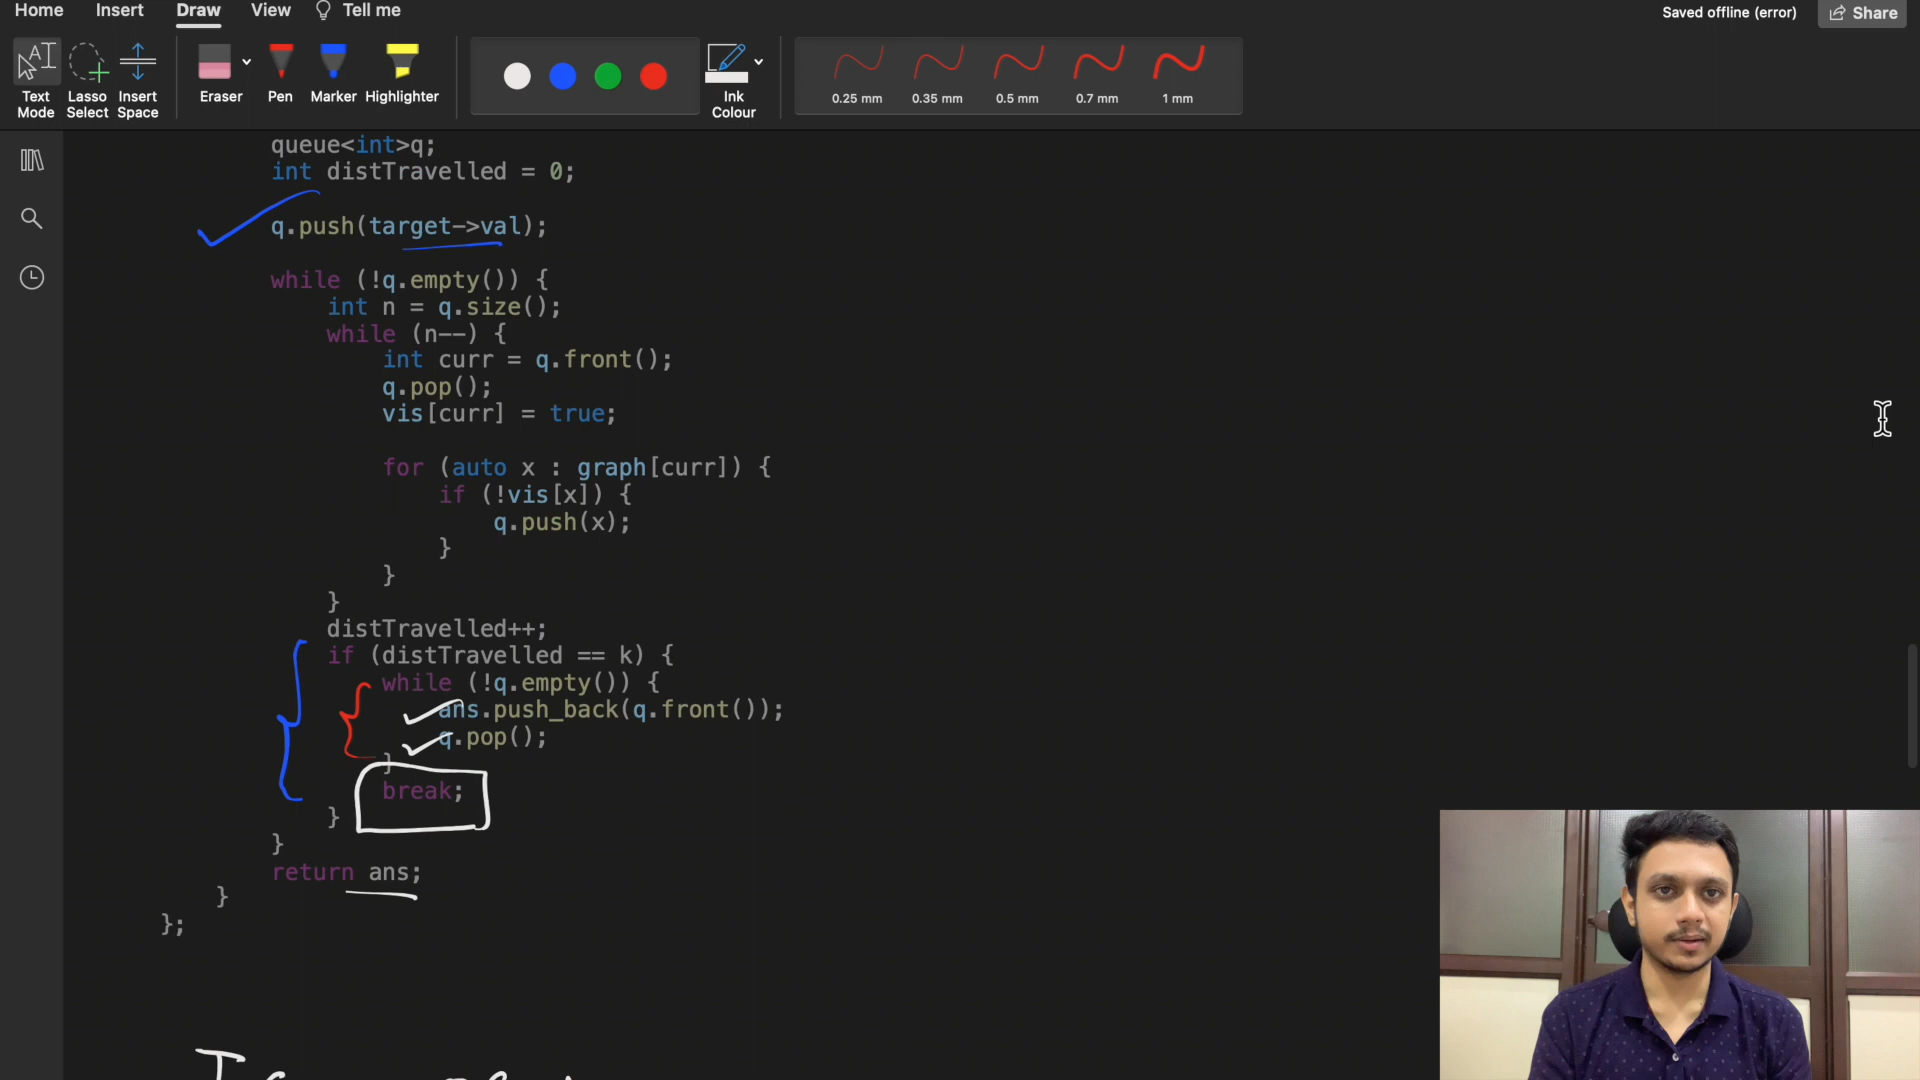 Home Insert Draw View Tell me Saved offline (error) Share
Text Mode Lasso Select Insert Space Eraser Pen Marker Highlighter Ink Colour 0.25 mm 0.35 mm 0.5 mm 0.7 mm 1 mm
queue<int>q;
int distTravelled = 0;
q.push(target->val);
while (!q.empty()) {
int n = q.size();
while (n--) {
int curr = q.front();
q.pop();
vis[curr] = true;
for (auto x : graph[curr]) {
if (!vis[x]) {
q.push(x);
}
}
}
distTravelled++;
if (distTravelled == k) {
while (!q.empty()) {
ans.push_back(q.front());
q.pop();
}
break;
}
}
return ans;
}
};